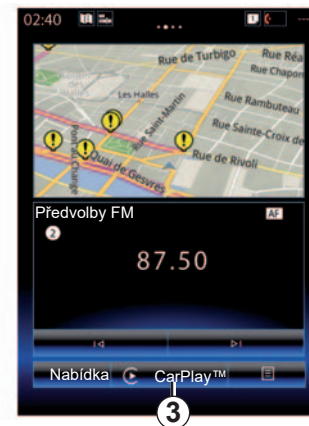 02:40
Rue de Turbigo
Rue Réa
Rue Chapon
Les Halles
Rue Saint-Martin
Rue Rambuteau
Rue Sainte-Croix de
Pont au Change
Rue de Rivoli
Quai de Gesvres
Předvolby FM
AF
2
87.50
Nabídka
CarPlay™
3